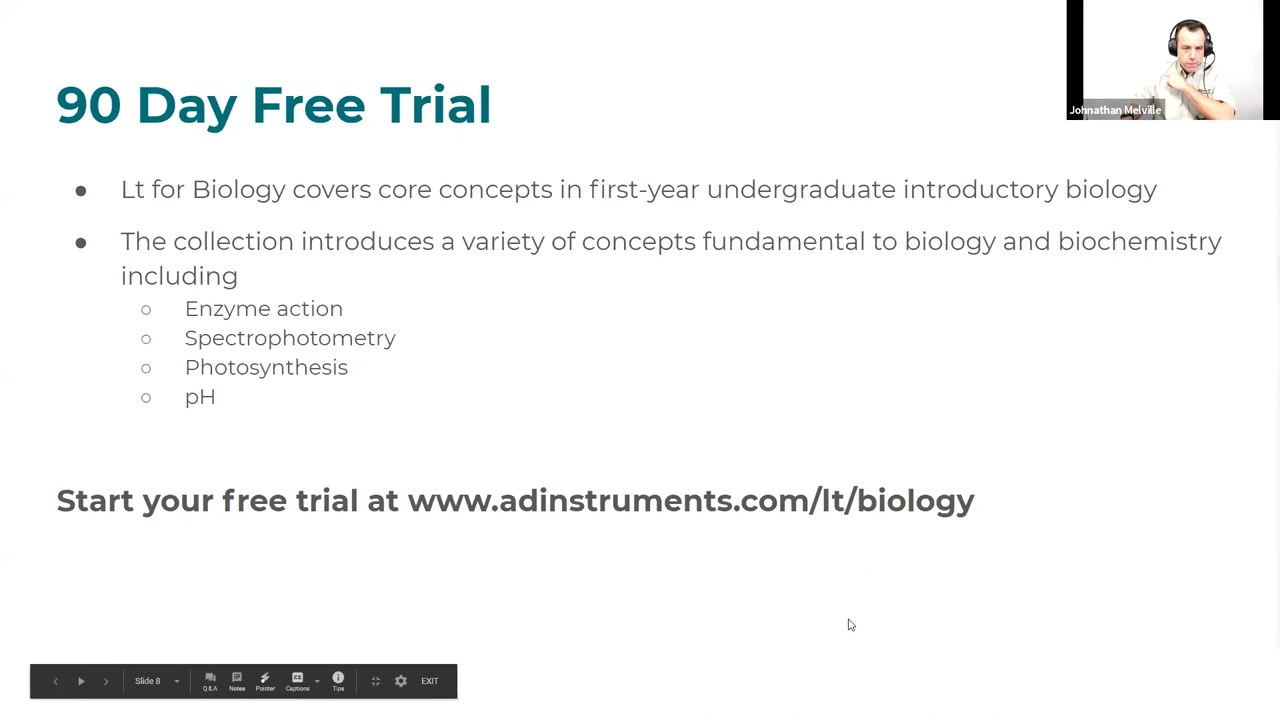 90 Day Free Trial
Johnathan Melville
● Lt for Biology covers core concepts in first-year undergraduate introductory biology
● The collection introduces a variety of concepts fundamental to biology and biochemistry
including
○ Enzyme action
○ Spectrophotometry
○ Photosynthesis
○ pH
Start your free trial at www.adinstruments.com/lt/biology
Slide 8
Q&A
Notes
Pointer
Captions
Tips
EXIT